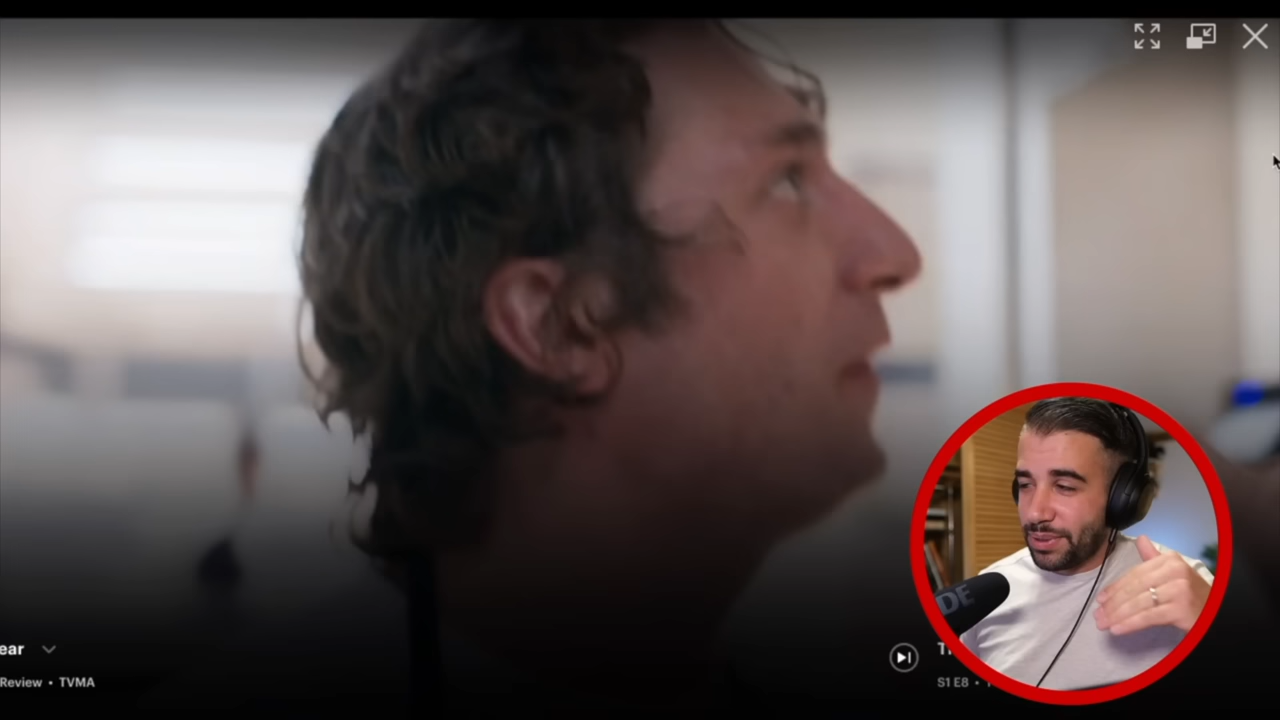 ear
Review • TVMA
S1 E8 •
DE